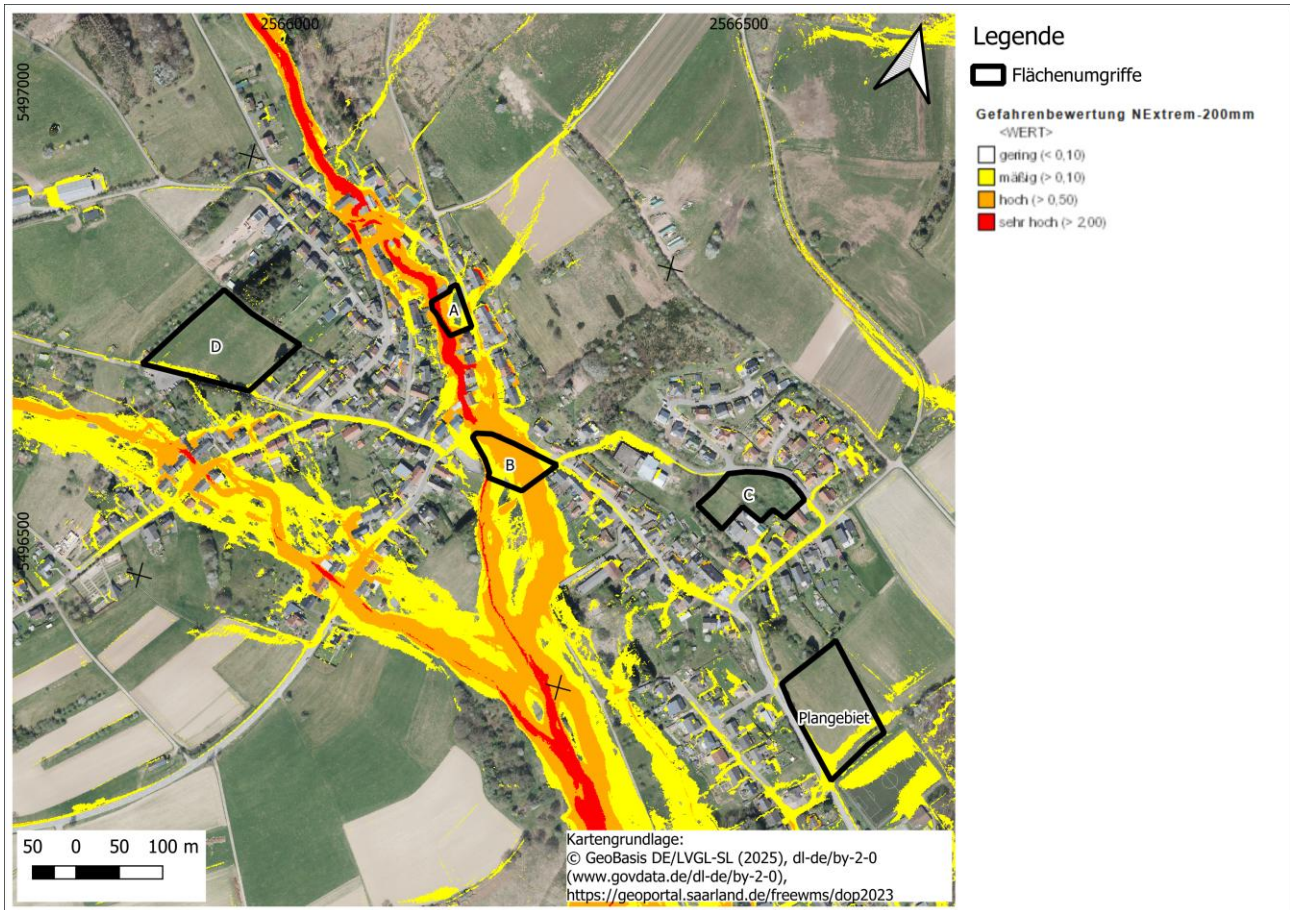 2566000
2566500
5497000
5496500
A
B
C
D
Plangebiet
50 0 50 100 m
Kartengrundlage:
© GeoBasis DE/LVGL-SL (2025), dl-de/by-2-0
(www.govdata.de/dl-de/by-2-0),
https://geoportal.saarland.de/freewms/dop2023
Legende
Flächenumgriffe
Gefahrenbewertung NExtrem-200mm
<WERT>
gering (< 0,10)
mäßig (> 0,10)
hoch (> 0,50)
sehr hoch (> 2,00)